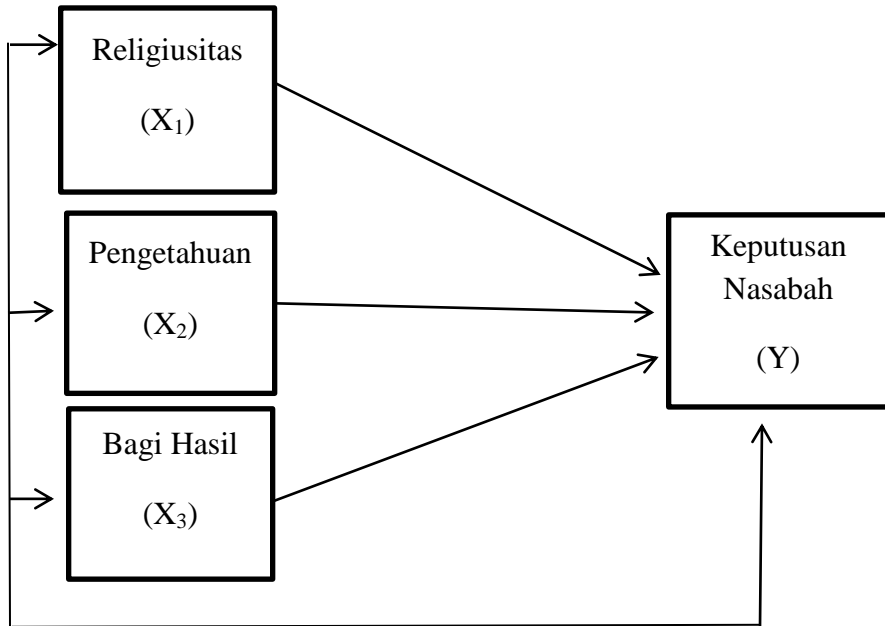 Religiusitas
(X₁)
Pengetahuan
(X₂)
Bagi Hasil
(X₃)
Keputusan
Nasabah
(Y)